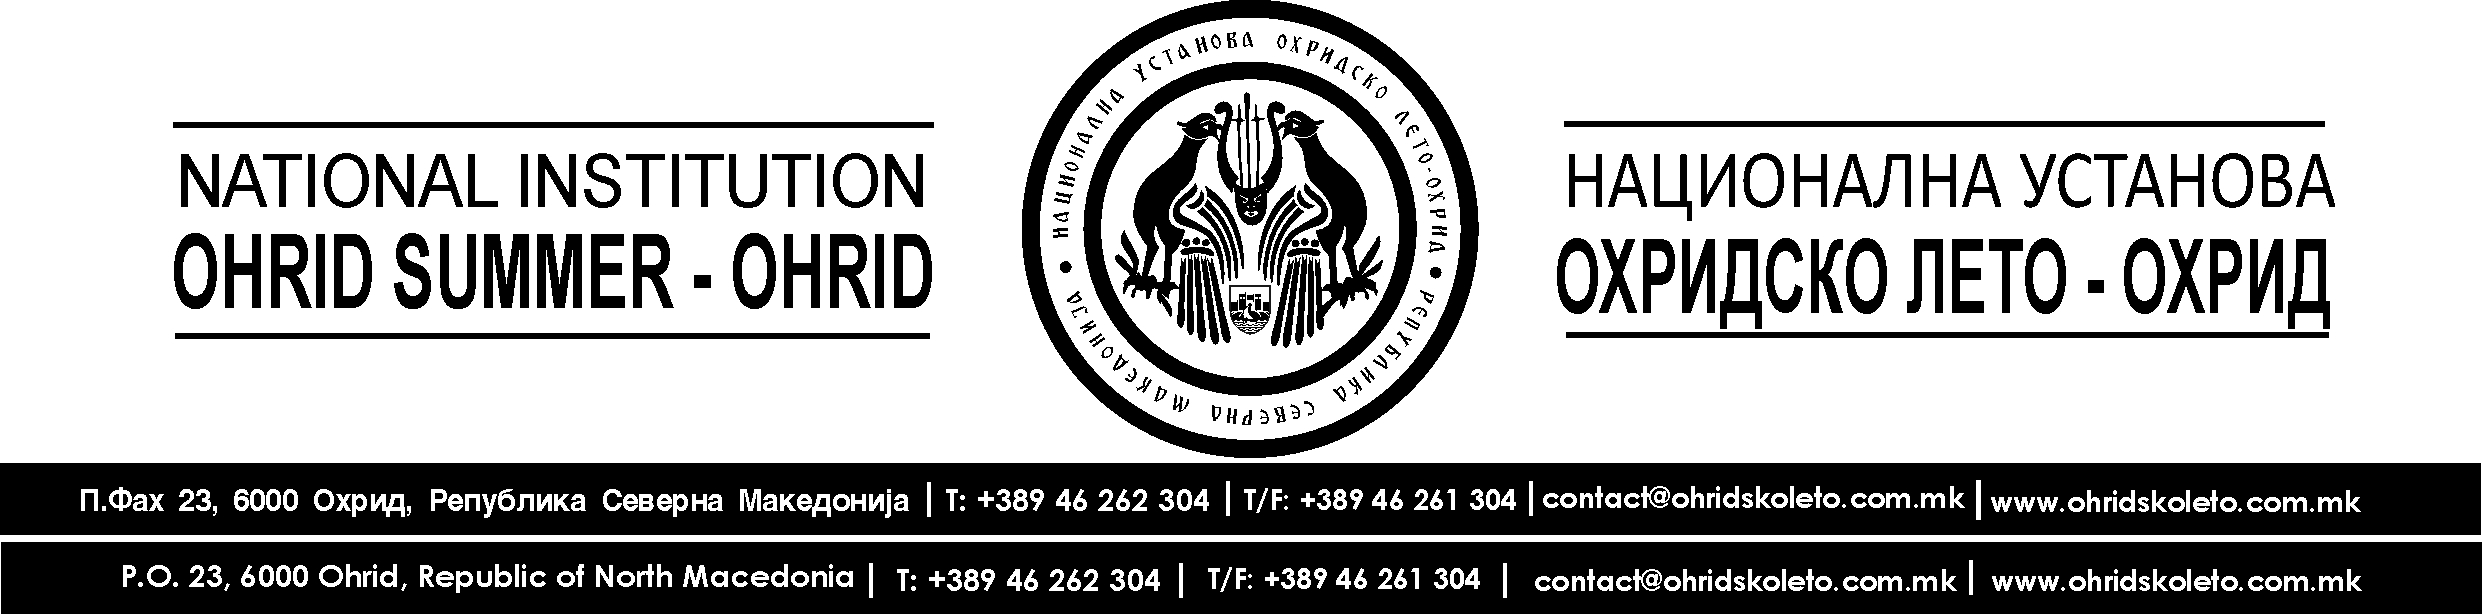 NATIONAL INSTITUTION
OHRID SUMMER - OHRID
НАЦИОНАЛНА УСТАНОВА ОХРИДСКО ЛЕТО-ОХРИД • РЕПУБЛИКА СЕВЕРНА МАКЕДОНИЈА •
НАЦИОНАЛНА УСТАНОВА
ОХРИДСКО ЛЕТО - ОХРИД
П.Фах 23, 6000 Охрид, Република Северна Македонија | T: +389 46 262 304 | T/F: +389 46 261 304 | contact@ohridskoleto.com.mk | www.ohridskoleto.com.mk
P.O. 23, 6000 Ohrid, Republic of North Macedonia | T: +389 46 262 304 | T/F: +389 46 261 304 | contact@ohridskoleto.com.mk | www.ohridskoleto.com.mk